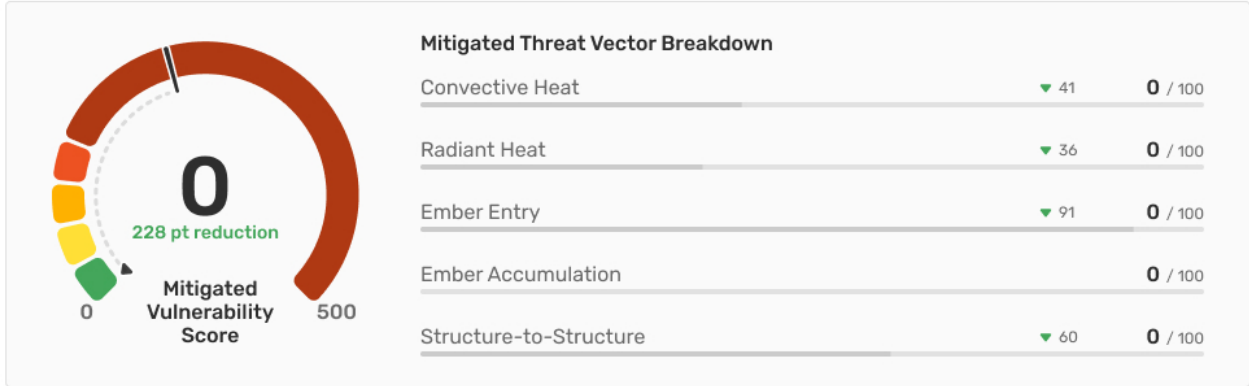 Mitigated Threat Vector Breakdown
Convective Heat ▼ 41 0 / 100
Radiant Heat ▼ 36 0 / 100
Ember Entry ▼ 91 0 / 100
Ember Accumulation 0 / 100
Structure-to-Structure ▼ 60 0 / 100
0
228 pt reduction
Mitigated
Vulnerability
Score
0 500